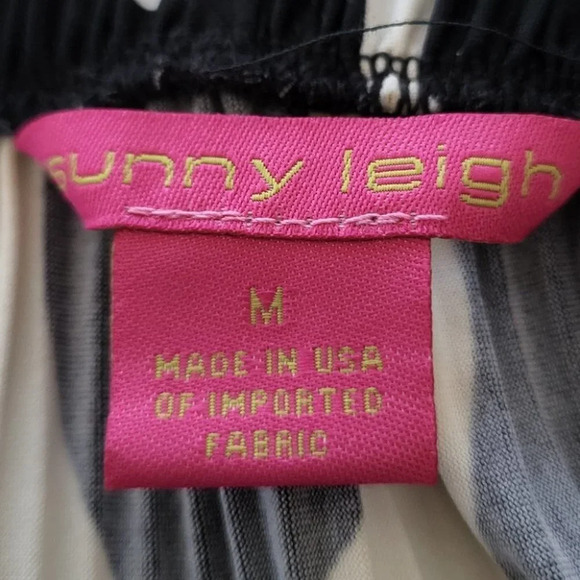 sunny leigh
M
MADE IN USA
OF IMPORTED
FABRIC